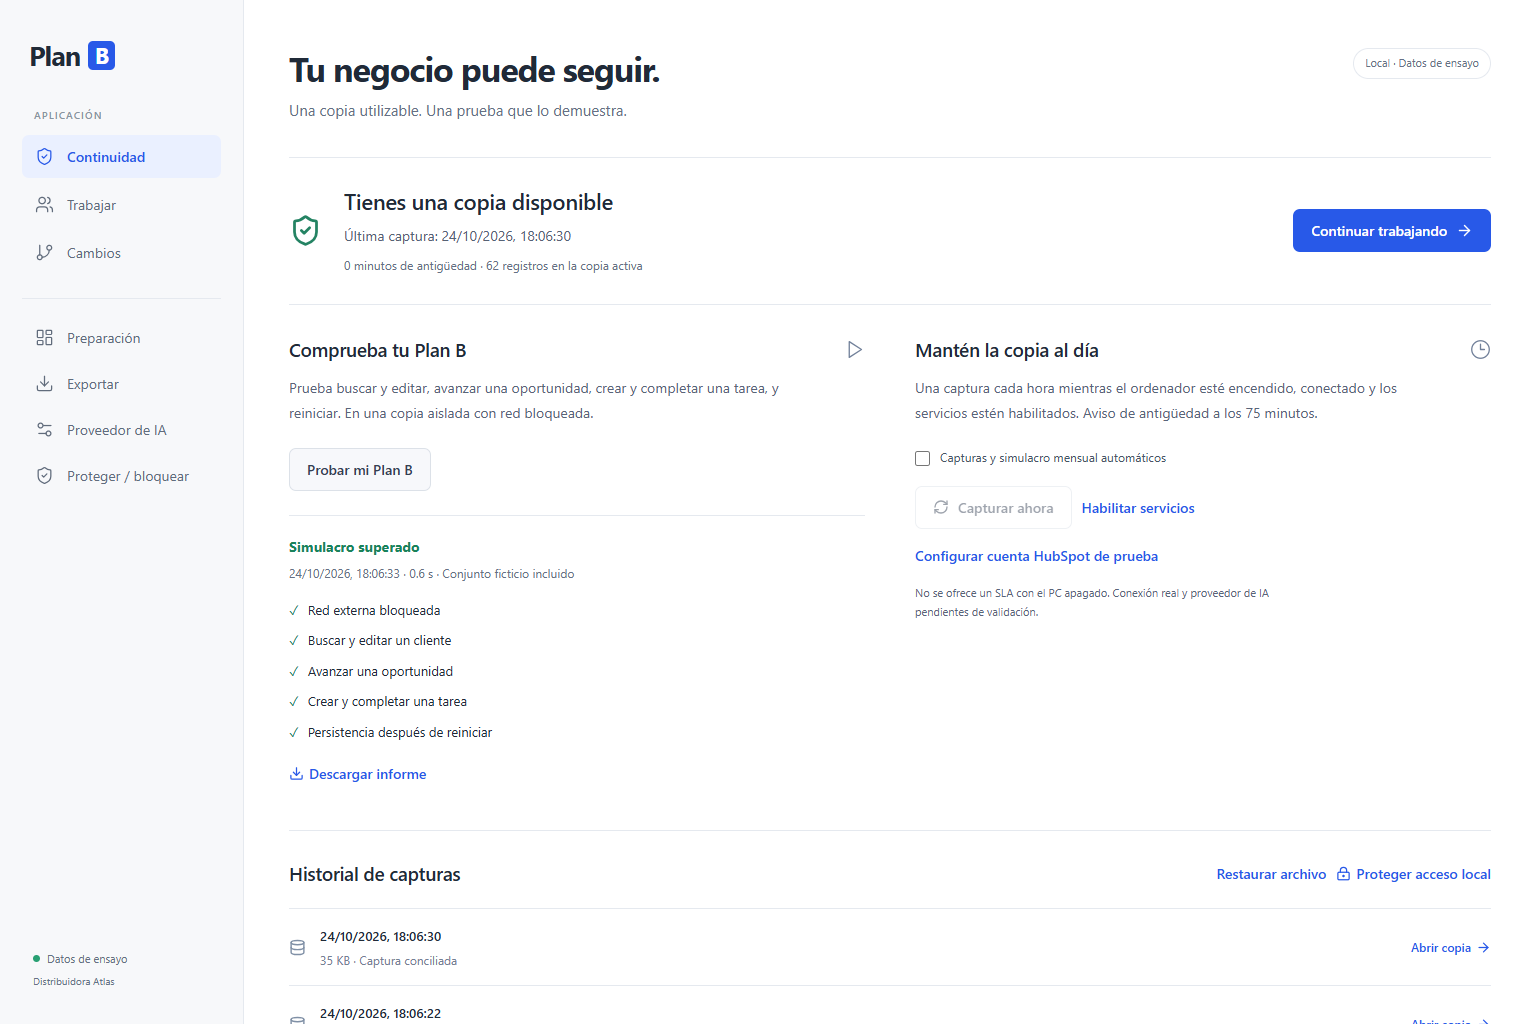 Plan B
APLICACIÓN
Continuidad
Trabajar
Cambios
Preparación
Exportar
Proveedor de IA
Proteger / bloquear
Datos de ensayo
Distribuidora Atlas
Tu negocio puede seguir.
Local · Datos de ensayo
Una copia utilizable. Una prueba que lo demuestra.
Tienes una copia disponible
Última captura: 24/10/2026, 18:06:30
0 minutos de antigüedad · 62 registros en la copia activa
Continuar trabajando
Comprueba tu Plan B
Prueba buscar y editar, avanzar una oportunidad, crear y completar una tarea, y
reiniciar. En una copia aislada con red bloqueada.
Probar mi Plan B
Simulacro superado
24/10/2026, 18:06:33 · 0.6 s · Conjunto ficticio incluido
✓ Red externa bloqueada
✓ Buscar y editar un cliente
✓ Avanzar una oportunidad
✓ Crear y completar una tarea
✓ Persistencia después de reiniciar
Descargar informe
Mantén la copia al día
Una captura cada hora mientras el ordenador esté encendido, conectado y los
servicios estén habilitados. Aviso de antigüedad a los 75 minutos.
Capturas y simulacro mensual automáticos
Capturar ahora
Habilitar servicios
Configurar cuenta HubSpot de prueba
No se ofrece un SLA con el PC apagado. Conexión real y proveedor de IA
pendientes de validación.
Historial de capturas
Restaurar archivo
Proteger acceso local
24/10/2026, 18:06:30
35 KB · Captura conciliada
Abrir copia
24/10/2026, 18:06:22
Abrir copia